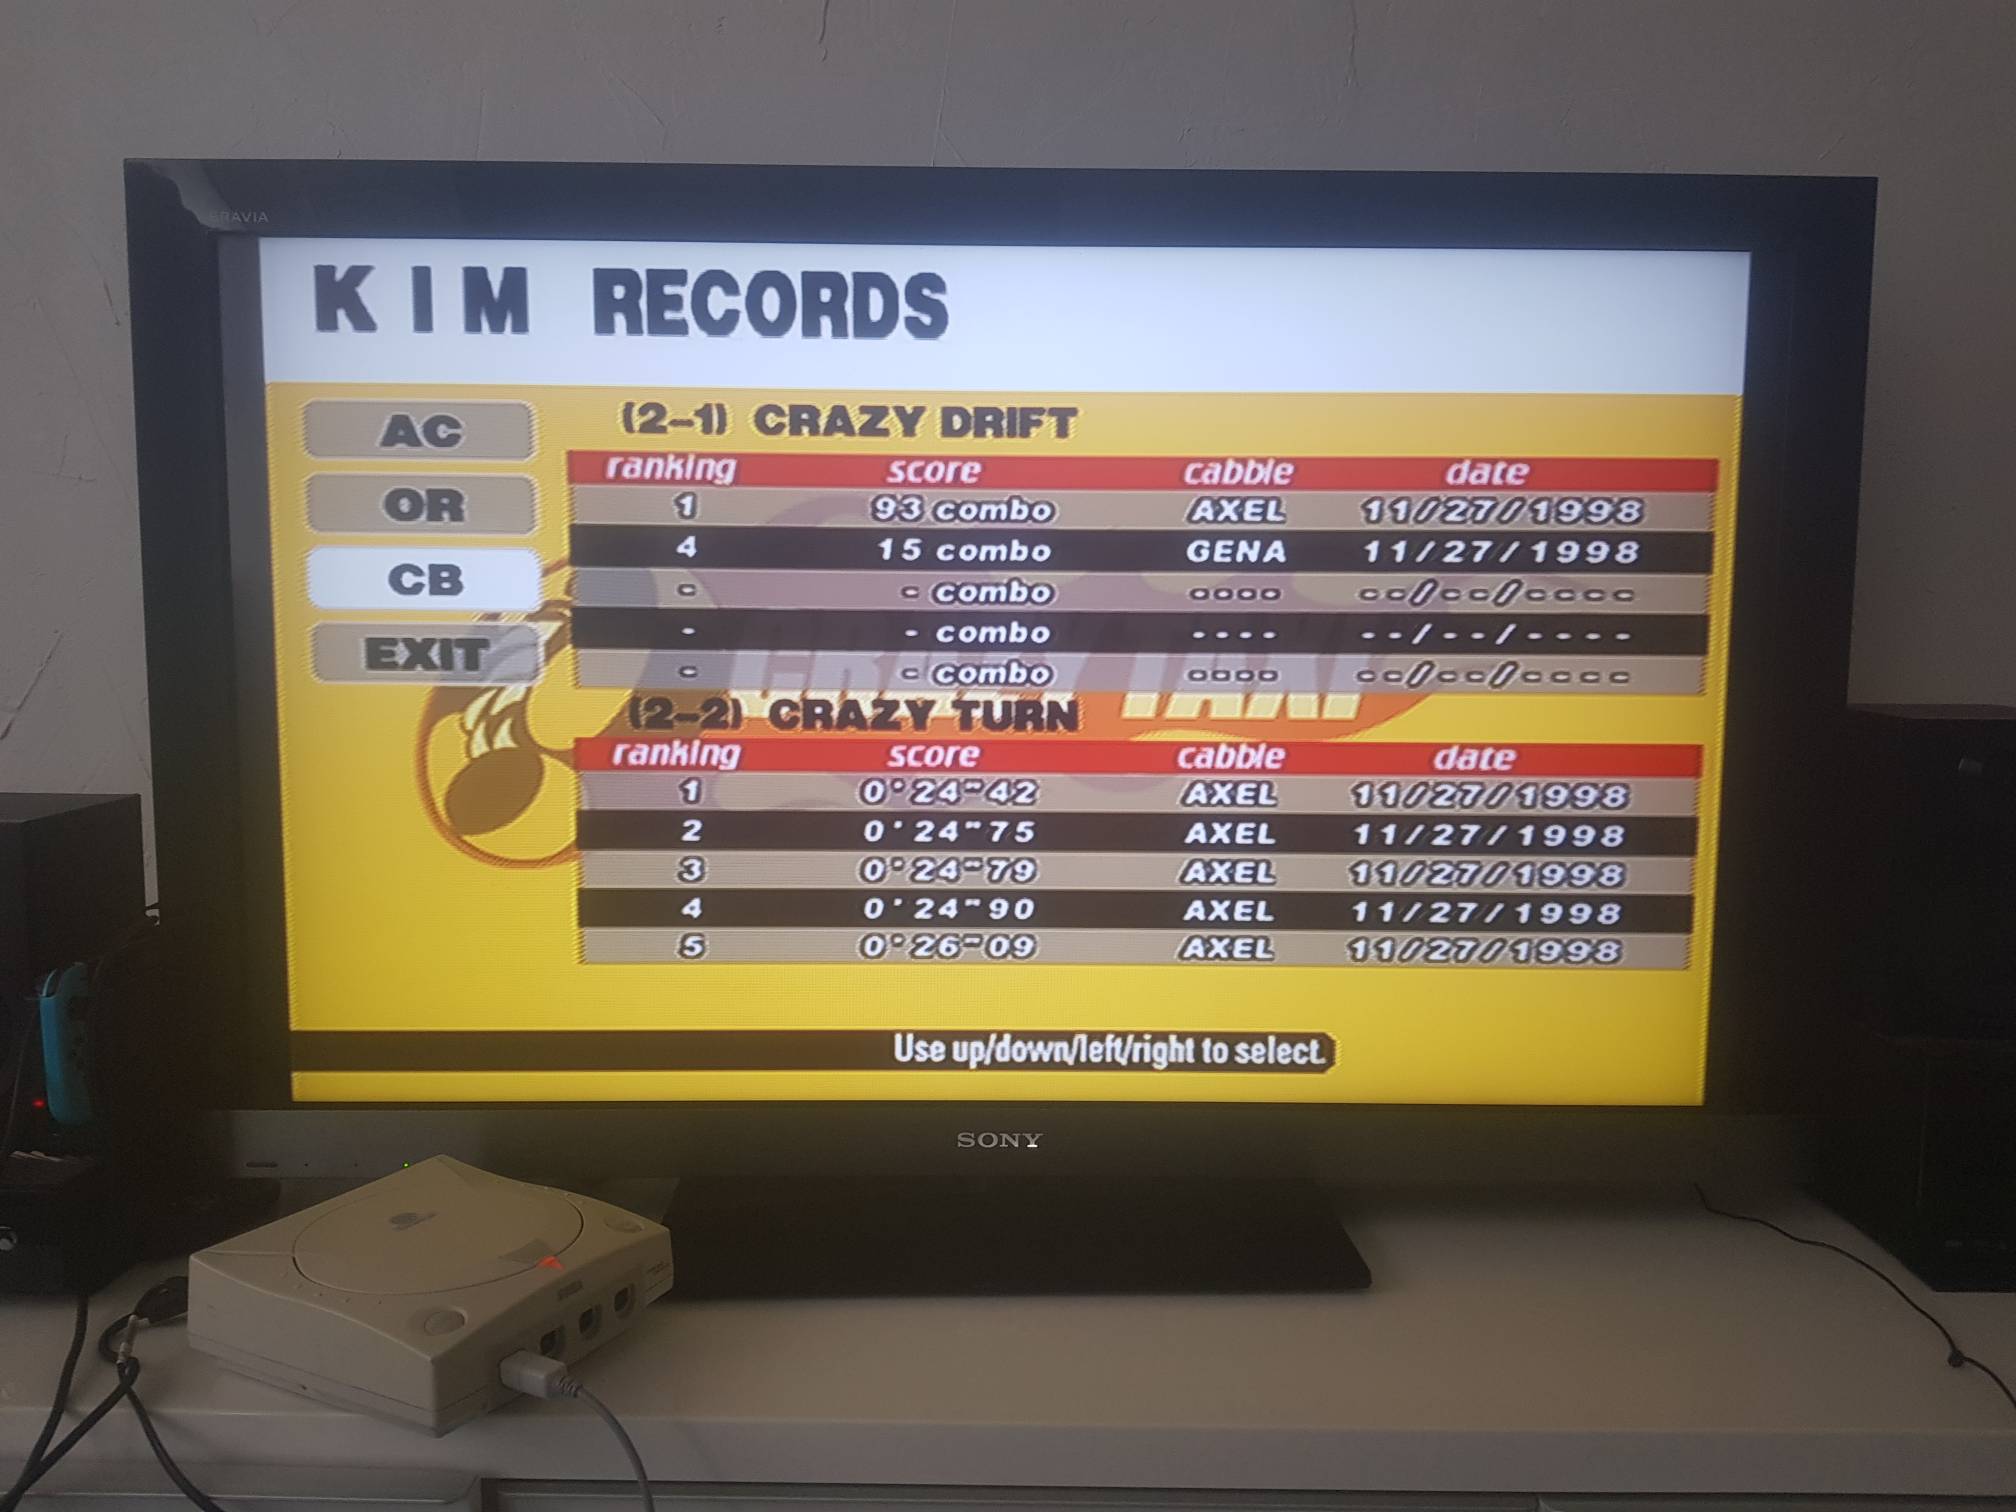 BRAVIA
KIM RECORDS
AC
OR
CB
EXIT
(2-1) CRAZY DRIFT
ranking score cabbie date
1 93 combo AXEL 11/27/1998
4 15 combo GENA 11/27/1998
- - combo ---- --/--/----
- - combo ---- --/--/----
- - combo ---- --/--/----
CRAZY TAXI
(2-2) CRAZY TURN
ranking score cabbie date
1 0'24"42 AXEL 11/27/1998
2 0'24"75 AXEL 11/27/1998
3 0'24"79 AXEL 11/27/1998
4 0'24"90 AXEL 11/27/1998
5 0'26"09 AXEL 11/27/1998
Use up/down/left/right to select.
SONY